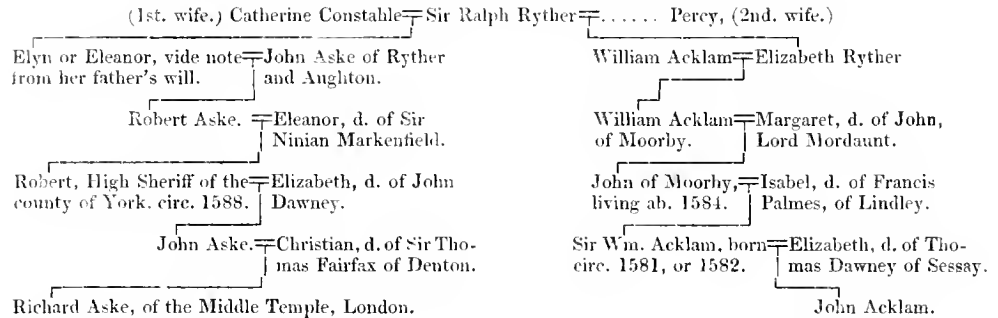 (1st. wife.) Catherine Constable Sir Ralph Ryther ...... Percy, (2nd. wife.)
Elyn or Eleanor, vide note John Aske of Ryther
from her father's will. and Aughton.
William Acklam Elizabeth Ryther
Robert Aske. Eleanor, d. of Sir
Ninian Markenfield.
William Acklam Margaret, d. of John,
of Moorby. Lord Mordaunt.
Robert, High Sheriff of the Elizabeth, d. of John
county of York. circ. 1588. Dawney.
John of Moorby, Isabel, d. of Francis
living ab. 1584. Palmes, of Lindley.
John Aske. Christian, d. of Sir Tho-
mas Fairfax of Denton.
Sir Wm. Acklam, born Elizabeth, d. of Tho-
circ. 1581, or 1582. mas Dawney of Sessay.
Richard Aske, of the Middle Temple, London.
John Acklam.